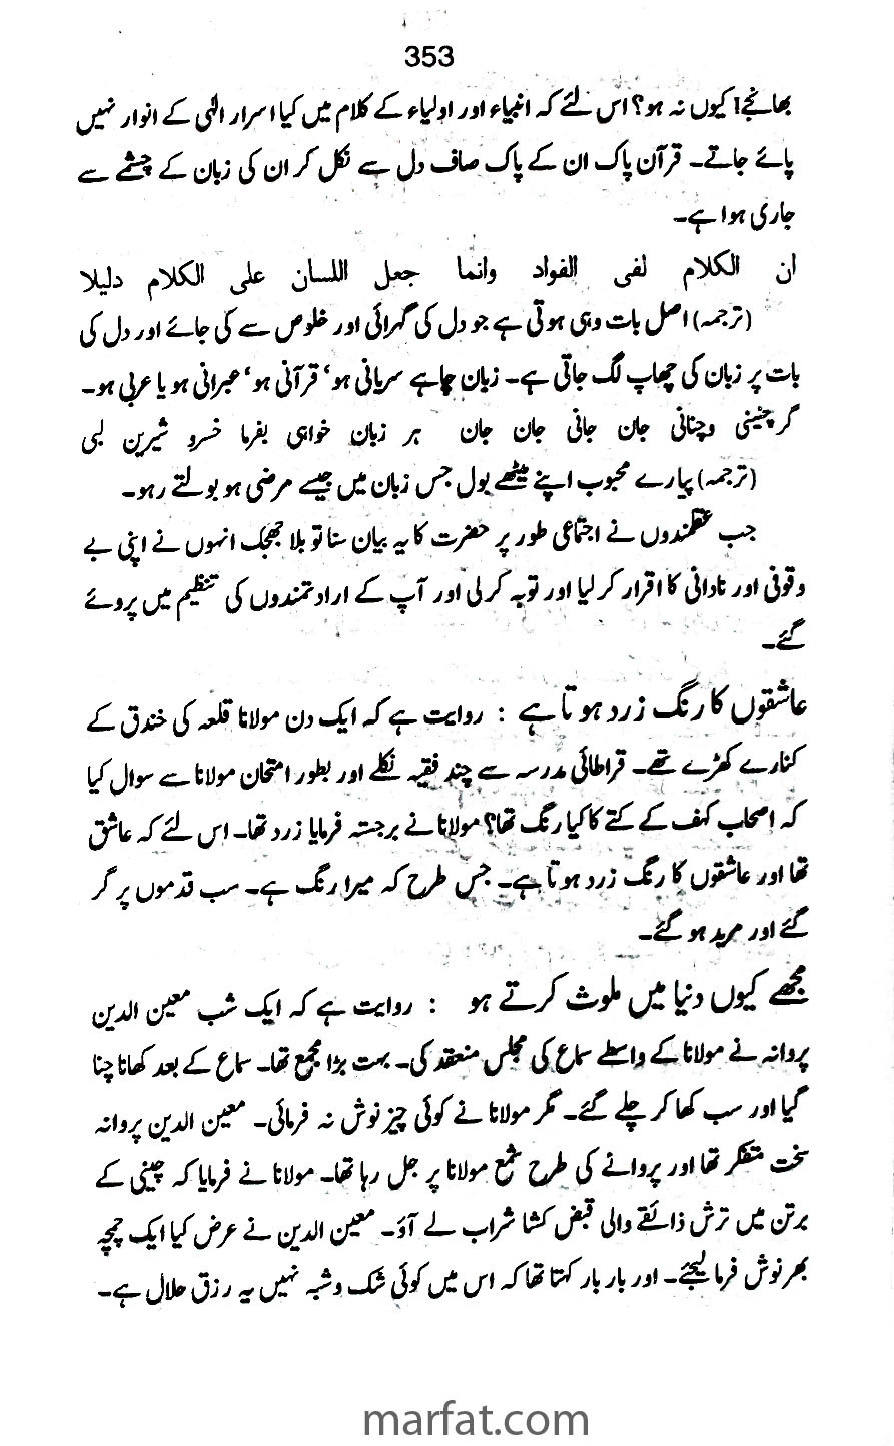 353
بھانجے! کیوں نہ ہو؟ اس لئے کہ انبیاء اور اولیاء کے کلام میں کیا اسرار الٰہی کے انوار نہیں
پائے جاتے۔ قرآن پاک ان کے پاک صاف دل سے نکل کر ان کی زبان کے چشمے سے
جاری ہوا ہے۔
ان الکلام لفی الفواد وانما جعل اللسان علی الکلام دلیلا
(ترجمہ) اصل بات وہی ہوتی ہے جو دل کی گہرائی اور خلوص سے کی جائے اور دل کی
بات پر زبان کی چھاپ لگ جاتی ہے۔ زبان چاہے سریانی ہو، قرآنی ہو، عبرانی ہو یا عربی ہو۔
گر چنینی وچنانی جان جانی جان جان ہر زبان خواہی بفرما خسرو شیرین لبی
(ترجمہ) پیارے محبوب اپنے میٹھے بول جس زبان میں جیسے مرضی ہو بولتے رہو۔
جب عقلمندوں نے اجتماعی طور پر حضرت کا یہ بیان سنا تو بلا جھجک انہوں نے اپنی بے
وقوفی اور نادانی کا اقرار کر لیا اور توبہ کر لی اور آپ کے ارادتمندوں کی تنظیم میں پروئے
گئے۔
عاشقوں کا رنگ زرد ہوتا ہے : روایت ہے کہ ایک دن مولانا قلعہ کی خندق کے
کنارے کھڑے تھے۔ قراطائی مدرسہ سے چند فقیہ نکلے اور بطور امتحان مولانا سے سوال کیا
کہ اصحاب کہف کے کتے کا کیا رنگ تھا؟ مولانا نے برجستہ فرمایا زرد تھا۔ اس لئے کہ عاشق
تھا اور عاشقوں کا رنگ زرد ہوتا ہے۔ جس طرح کہ میرا رنگ ہے۔ سب قدموں پر گر
گئے اور مرید ہو گئے۔
مجھے کیوں دنیا میں ملوث کرتے ہو : روایت ہے کہ ایک شب معین الدین
پروانہ نے مولانا کے واسطے سماع کی مجلس منعقد کی۔ بہت بڑا مجمع تھا۔ سماع کے بعد کھانا چنا
گیا اور سب کھا کر چلے گئے۔ مگر مولانا نے کوئی چیز نوش نہ فرمائی۔ معین الدین پروانہ
سخت متفکر تھا اور پروانے کی طرح شمع مولانا پر جل رہا تھا۔ مولانا نے فرمایا کہ چینی کے
برتن میں ترش ذائقے والی قبض کشا شراب لے آؤ۔ معین الدین نے عرض کیا ایک چمچہ
بھر نوش فرما لیجئے۔ اور بار بار کہتا تھا کہ اس میں کوئی شک و شبہ نہیں یہ رزق حلال ہے۔
marfat.com